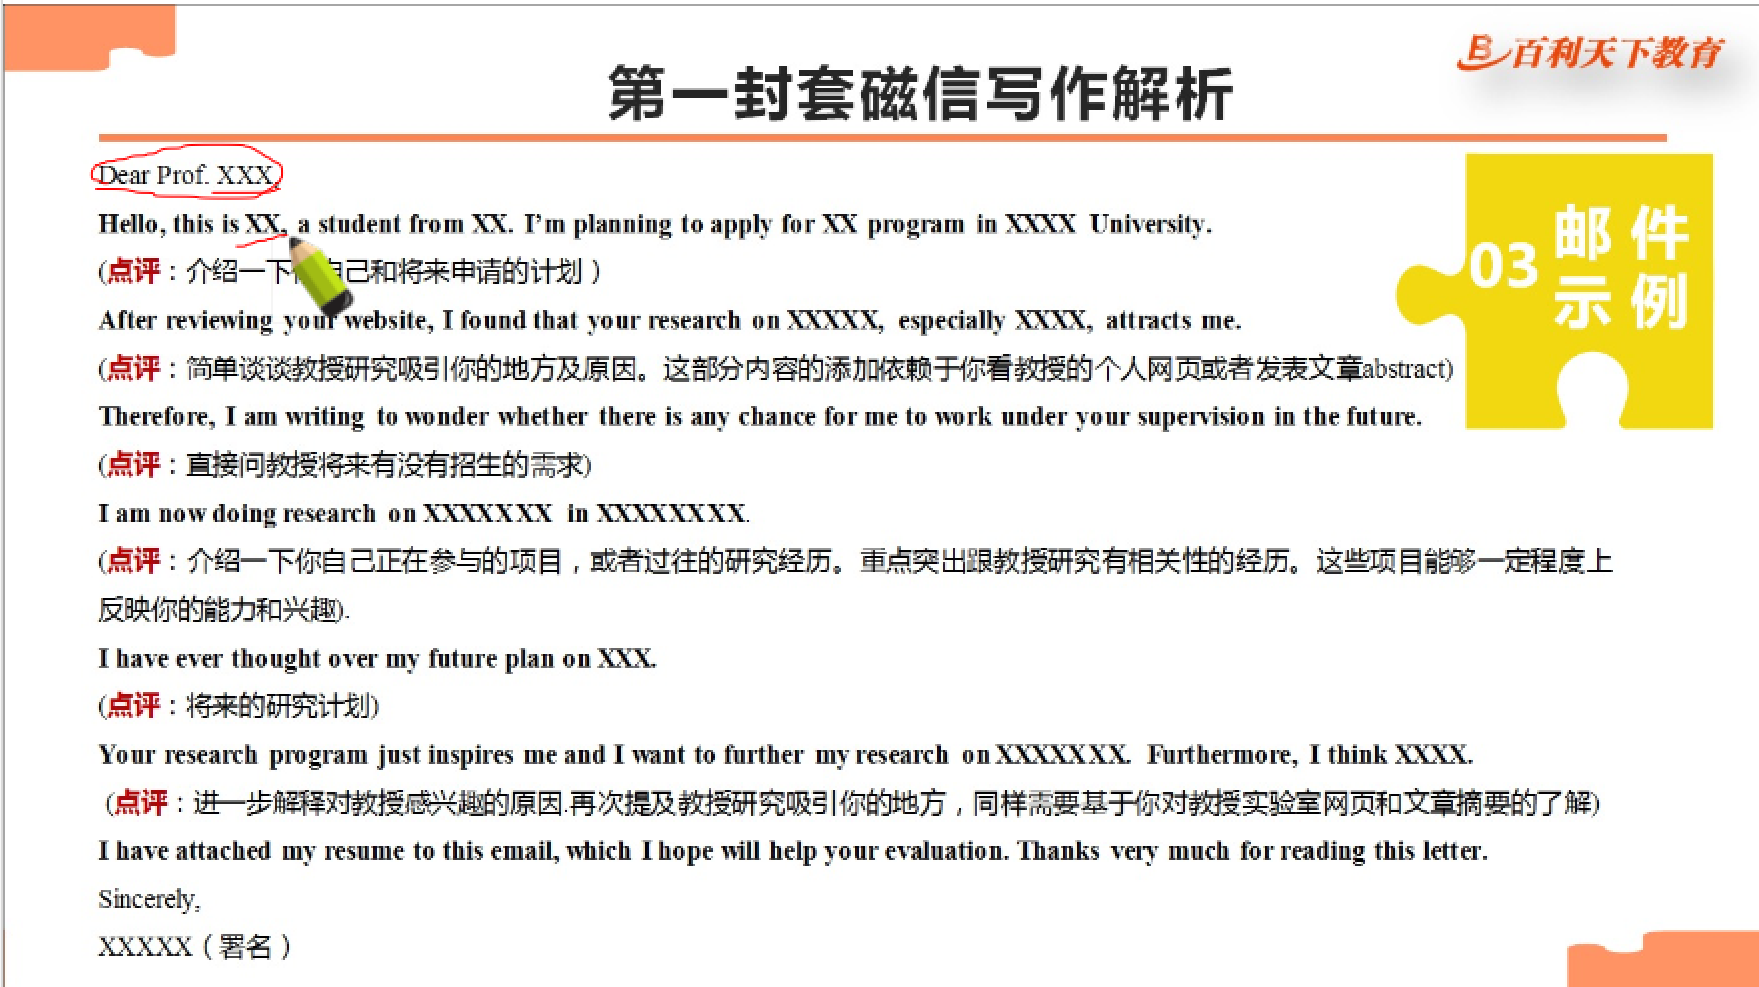 百利天下教育
第一封套磁信写作解析
Dear Prof. XXX,
Hello, this is XX, a student from XX. I'm planning to apply for XX program in XXXX University.
(点评：介绍一下你自己和将来申请的计划）
After reviewing your website, I found that your research on XXXXX, especially XXXX, attracts me.
(点评：简单谈谈教授研究吸引你的地方及原因。这部分内容的添加依赖于你看教授的个人网页或者发表文章abstract)
Therefore, I am writing to wonder whether there is any chance for me to work under your supervision in the future.
(点评：直接问教授将来有没有招生的需求)
I am now doing research on XXXXXXX in XXXXXXXX.
(点评：介绍一下你自己正在参与的项目，或者过往的研究经历。重点突出跟教授研究有相关性的经历。这些项目能够一定程度上
反映你的能力和兴趣).
I have ever thought over my future plan on XXX.
(点评：将来的研究计划)
Your research program just inspires me and I want to further my research on XXXXXXX. Furthermore, I think XXXX.
(点评：进一步解释对教授感兴趣的原因.再次提及教授研究吸引你的地方，同样需要基于你对教授实验室网页和文章摘要的了解)
I have attached my resume to this email, which I hope will help your evaluation. Thanks very much for reading this letter.
Sincerely,
XXXXX（署名）
03
邮件
示例